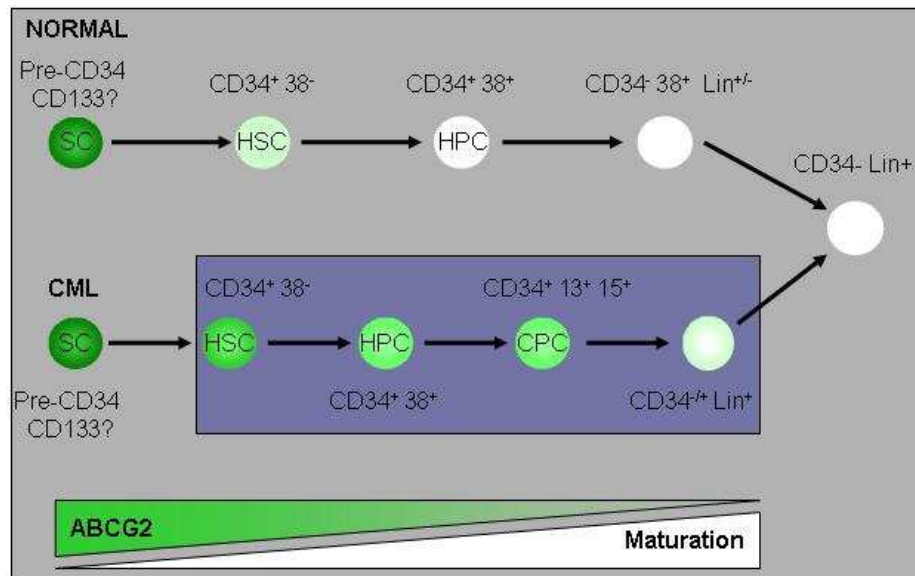 NORMAL
Pre-CD34
CD133?
CD34⁺ 38⁻
CD34⁺ 38⁺
CD34⁻ 38⁺ Lin⁺/⁻
SC
HSC
HPC
CD34- Lin+
CML
CD34⁺ 38⁻
CD34⁺ 13⁺ 15⁺
SC
HSC
HPC
CPC
Pre-CD34
CD133?
CD34⁺ 38⁺
CD34⁻/⁺ Lin⁺
ABCG2
Maturation